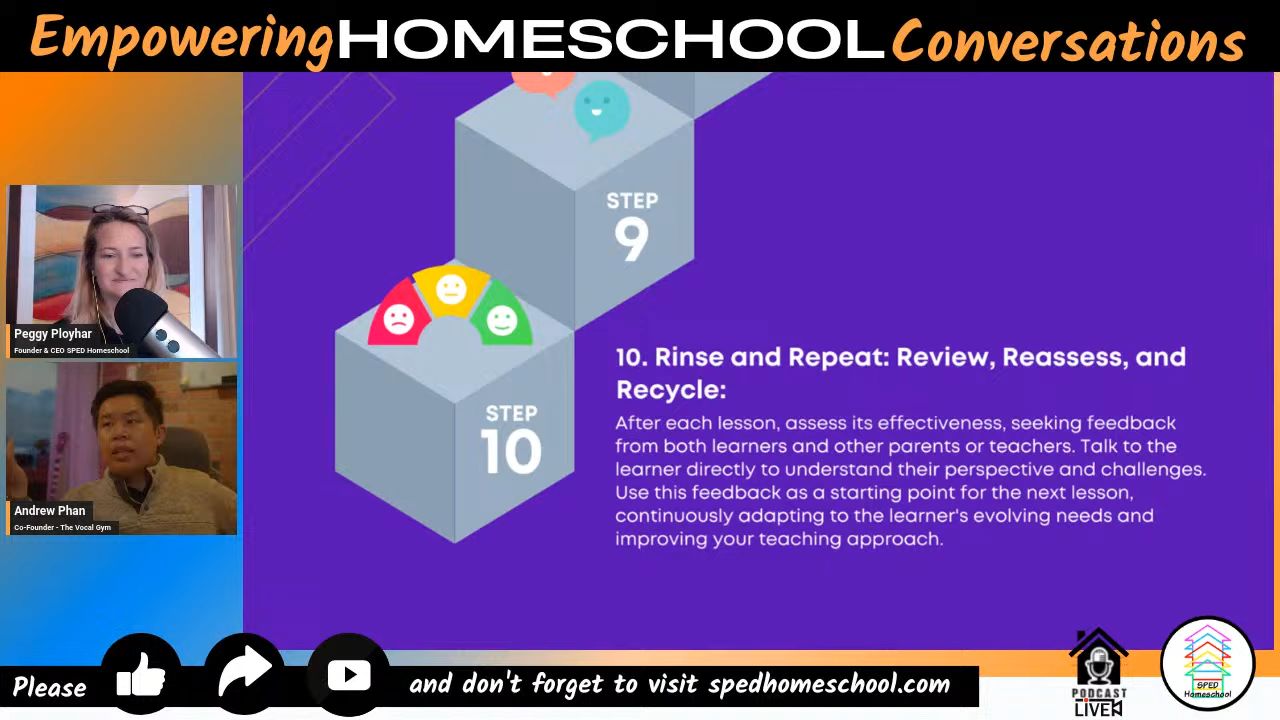 Empowering HOMESCHOOL Conversations
STEP
9
STEP
10
10. Rinse and Repeat: Review, Reassess, and
Recycle:
After each lesson, assess its effectiveness, seeking feedback
from both learners and other parents or teachers. Talk to the
learner directly to understand their perspective and challenges.
Use this feedback as a starting point for the next lesson,
continuously adapting to the learner's evolving needs and
improving your teaching approach.
Peggy Ployhar
Founder & CEO SPED Homeschool
Andrew Phan
Co-Founder - The Vocal Gym
Please
and don't forget to visit spedhomeschool.com
PODCAST
LIVE
SPED
Homeschool